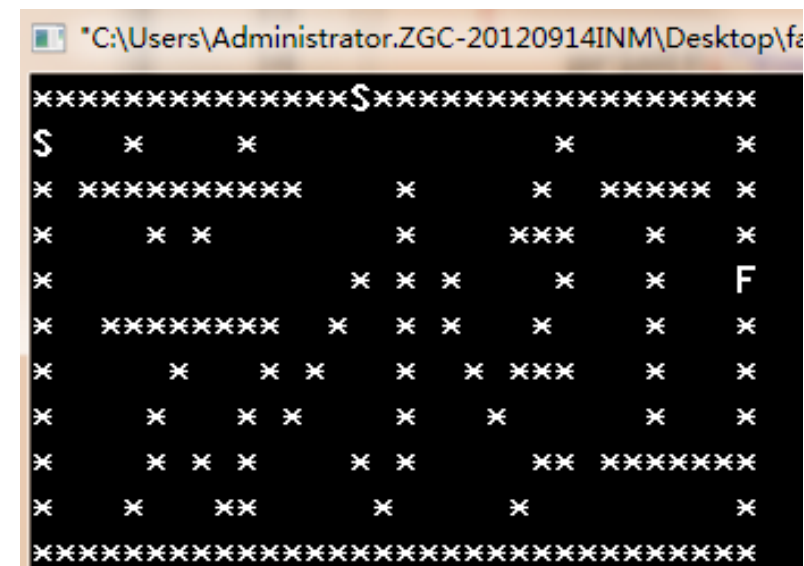 "C:\Users\Administrator.ZGC-20120914INM\Desktop\fa
**************S*****************
S   *    *             *       *
* **********    *     *  ***** *
*    * *        *    ***   *   *
*             * * *    *   *   F
*  ********  *  * *   *    *   *
*     *   * *   *  * ***   *   *
*    *   * *    *   *      *   *
*    * * *    * *     ** *******
*   *   **     *     *         *
********************************